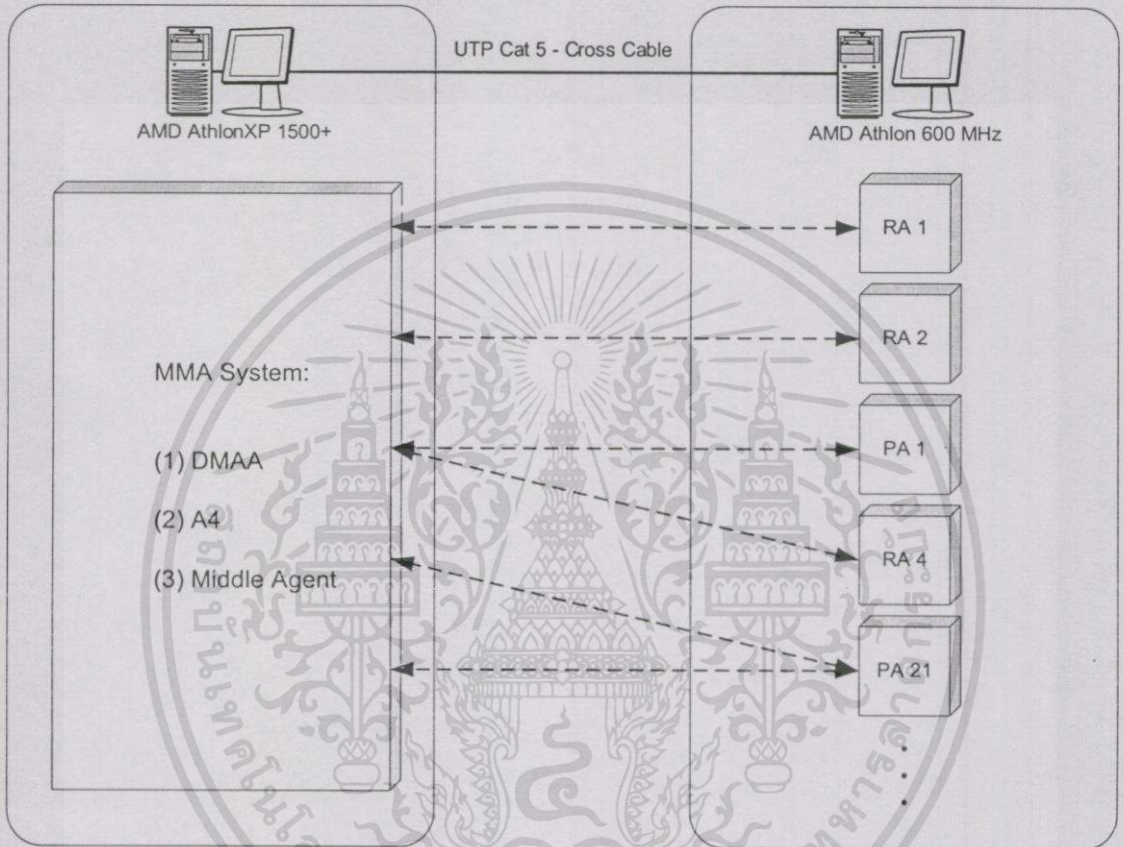 UTP Cat 5 - Cross Cable
AMD AthlonXP 1500+
AMD Athlon 600 MHz
RA 1
RA 2
MMA System:
PA 1
(1) DMAA
(2) A4
RA 4
(3) Middle Agent
PA 21